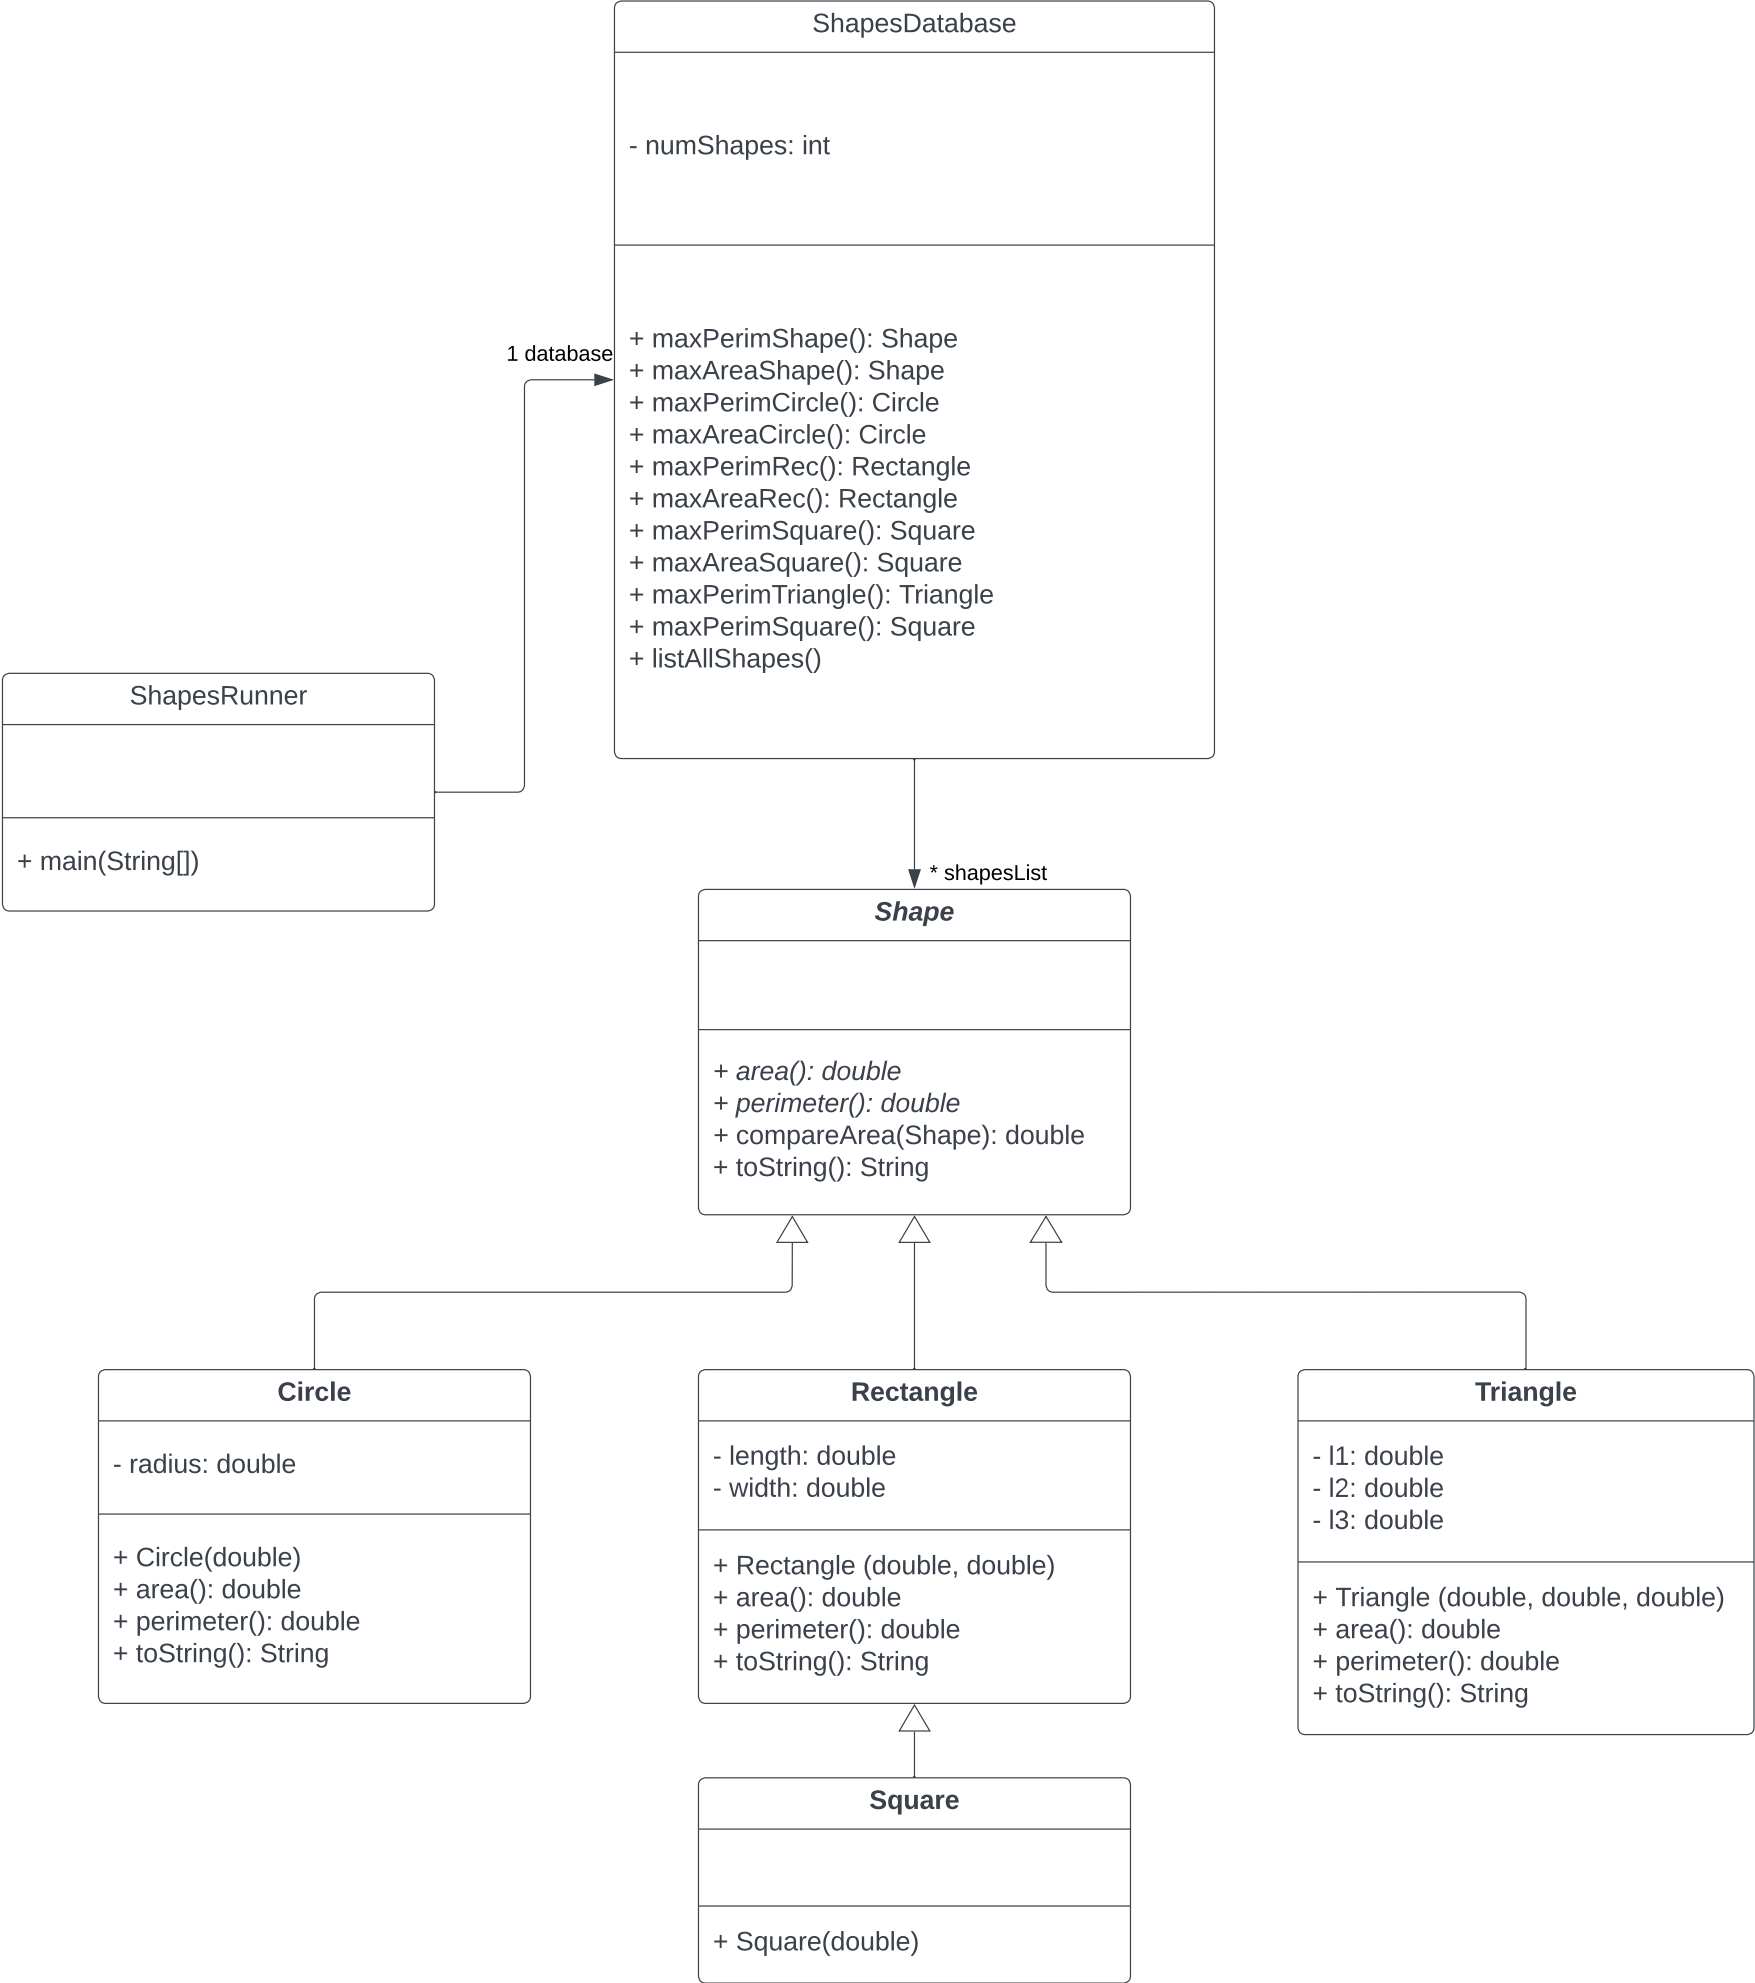 ShapesDatabase
- numShapes: int
+ maxPerimShape(): Shape
+ maxAreaShape(): Shape
+ maxPerimCircle(): Circle
+ maxAreaCircle(): Circle
+ maxPerimRec(): Rectangle
+ maxAreaRec(): Rectangle
+ maxPerimSquare(): Square
+ maxAreaSquare(): Square
+ maxPerimTriangle(): Triangle
+ maxPerimSquare(): Square
+ listAllShapes()
1 database
ShapesRunner
+ main(String[])
* shapesList
Shape
+ area(): double
+ perimeter(): double
+ compareArea(Shape): double
+ toString(): String
Circle
- radius: double
+ Circle(double)
+ area(): double
+ perimeter(): double
+ toString(): String
Rectangle
- length: double
- width: double
+ Rectangle (double, double)
+ area(): double
+ perimeter(): double
+ toString(): String
Triangle
- l1: double
- l2: double
- l3: double
+ Triangle (double, double, double)
+ area(): double
+ perimeter(): double
+ toString(): String
Square
+ Square(double)